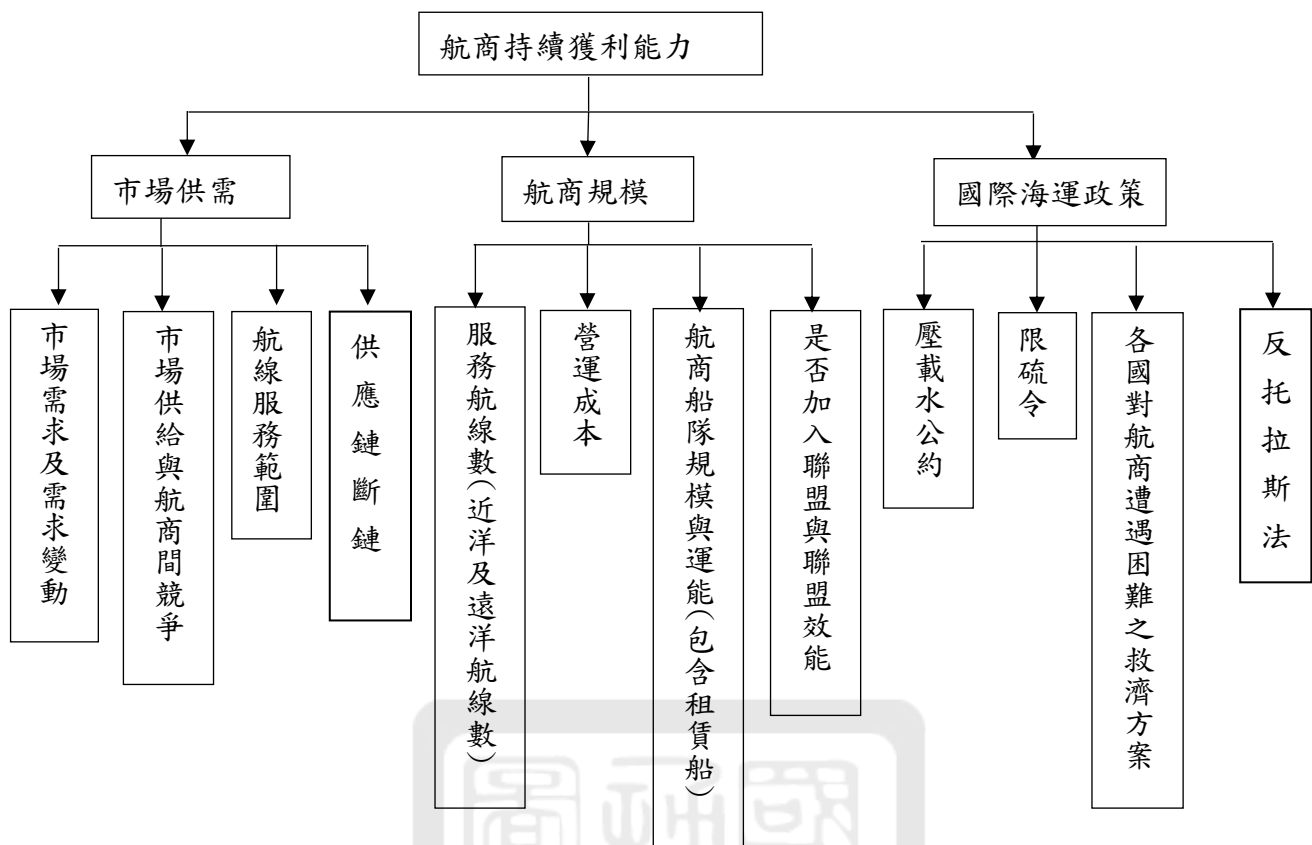 航商持續獲利能力
市場供需
航商規模
國際海運政策
市場需求及需求變動
市場供給與航商間競爭
航線服務範圍
供應鏈斷鏈
服務航線數(近洋及遠洋航線數)
營運成本
航商船隊規模與運能(包含租賃船)
是否加入聯盟與聯盟效能
壓載水公約
限硫令
各國對航商遭遇困難之救濟方案
反托拉斯法